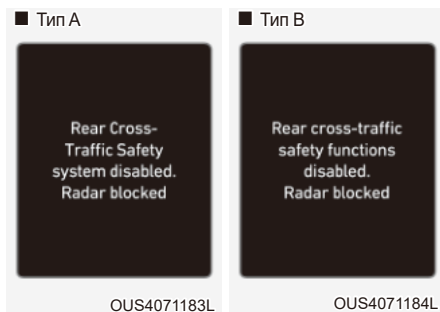 ■ Тип A
Rear Cross-
Traffic Safety
system disabled.
Radar blocked
OUS4071183L
■ Тип B
Rear cross-traffic
safety functions
disabled.
Radar blocked
OUS4071184L